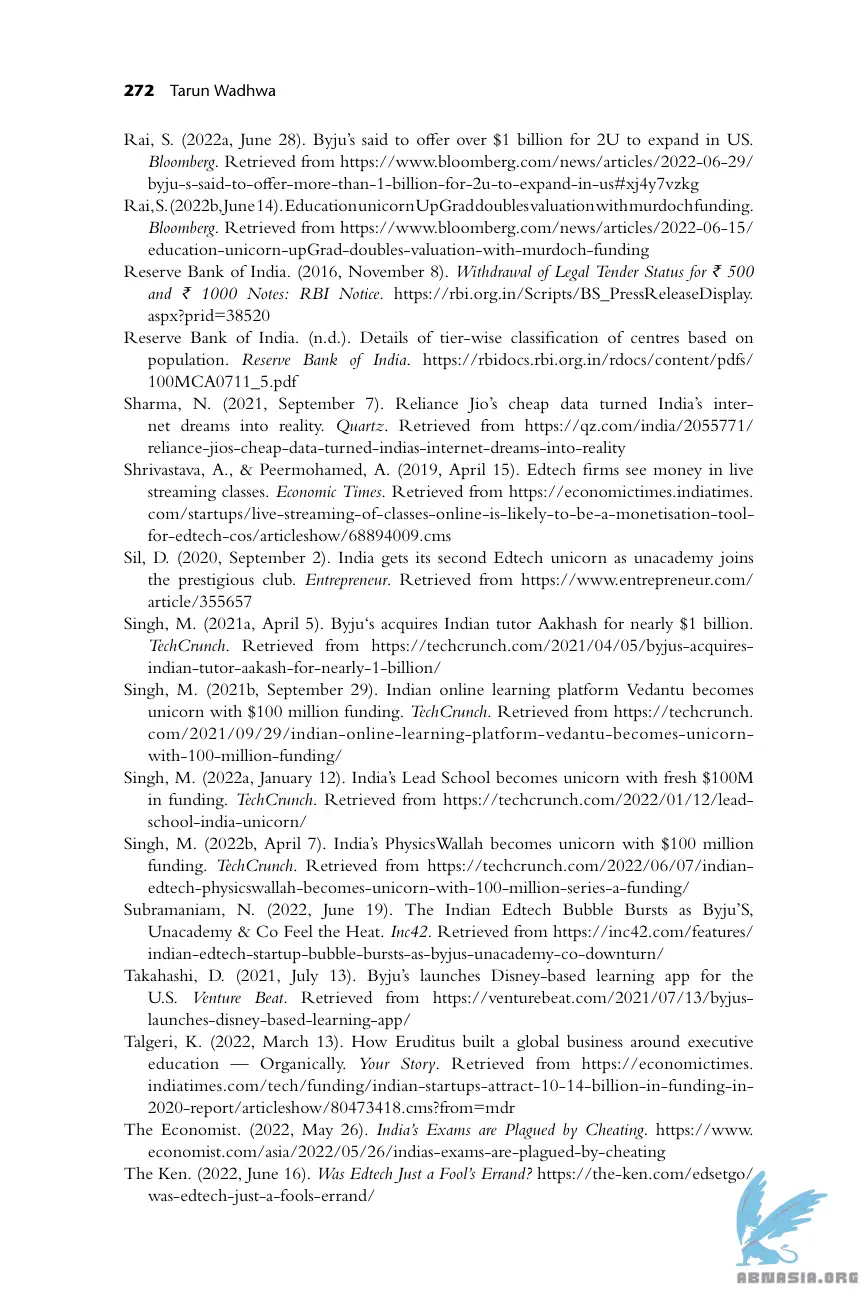 272 Tarun Wadhwa
Rai, S. (2022a, June 28). Byju’s said to offer over $1 billion for 2U to expand in US.
Bloomberg. Retrieved from https://www.bloomberg.com/news/articles/2022-06-29/
byju-s-said-to-offer-more-than-1-billion-for-2u-to-expand-in-us#xj4y7vzkg
Rai, S. (2022b, June 14). Education unicorn UpGrad doubles valuation with murdoch funding.
Bloomberg. Retrieved from https://www.bloomberg.com/news/articles/2022-06-15/
education-unicorn-upGrad-doubles-valuation-with-murdoch-funding
Reserve Bank of India. (2016, November 8). Withdrawal of Legal Tender Status for ₹ 500
and ₹ 1000 Notes: RBI Notice. https://rbi.org.in/Scripts/BS_PressReleaseDisplay.
aspx?prid=38520
Reserve Bank of India. (n.d.). Details of tier-wise classification of centres based on
population. Reserve Bank of India. https://rbidocs.rbi.org.in/rdocs/content/pdfs/
100MCA0711_5.pdf
Sharma, N. (2021, September 7). Reliance Jio’s cheap data turned India’s inter-
net dreams into reality. Quartz. Retrieved from https://qz.com/india/2055771/
reliance-jios-cheap-data-turned-indias-internet-dreams-into-reality
Shrivastava, A., & Peermohamed, A. (2019, April 15). Edtech firms see money in live
streaming classes. Economic Times. Retrieved from https://economictimes.indiatimes.
com/startups/live-streaming-of-classes-online-is-likely-to-be-a-monetisation-tool-
for-edtech-cos/articleshow/68894009.cms
Sil, D. (2020, September 2). India gets its second Edtech unicorn as unacademy joins
the prestigious club. Entrepreneur. Retrieved from https://www.entrepreneur.com/
article/355657
Singh, M. (2021a, April 5). Byju‘s acquires Indian tutor Aakhash for nearly $1 billion.
TechCrunch. Retrieved from https://techcrunch.com/2021/04/05/byjus-acquires-
indian-tutor-aakash-for-nearly-1-billion/
Singh, M. (2021b, September 29). Indian online learning platform Vedantu becomes
unicorn with $100 million funding. TechCrunch. Retrieved from https://techcrunch.
com/2021/09/29/indian-online-learning-platform-vedantu-becomes-unicorn-
with-100-million-funding/
Singh, M. (2022a, January 12). India’s Lead School becomes unicorn with fresh $100M
in funding. TechCrunch. Retrieved from https://techcrunch.com/2022/01/12/lead-
school-india-unicorn/
Singh, M. (2022b, April 7). India’s PhysicsWallah becomes unicorn with $100 million
funding. TechCrunch. Retrieved from https://techcrunch.com/2022/06/07/indian-
edtech-physicswallah-becomes-unicorn-with-100-million-series-a-funding/
Subramaniam, N. (2022, June 19). The Indian Edtech Bubble Bursts as Byju’S,
Unacademy & Co Feel the Heat. Inc42. Retrieved from https://inc42.com/features/
indian-edtech-startup-bubble-bursts-as-byjus-unacademy-co-downturn/
Takahashi, D. (2021, July 13). Byju’s launches Disney-based learning app for the
U.S. Venture Beat. Retrieved from https://venturebeat.com/2021/07/13/byjus-
launches-disney-based-learning-app/
Talgeri, K. (2022, March 13). How Eruditus built a global business around executive
education — Organically. Your Story. Retrieved from https://economictimes.
indiatimes.com/tech/funding/indian-startups-attract-10-14-billion-in-funding-in-
2020-report/articleshow/80473418.cms?from=mdr
The Economist. (2022, May 26). India’s Exams are Plagued by Cheating. https://www.
economist.com/asia/2022/05/26/indias-exams-are-plagued-by-cheating
The Ken. (2022, June 16). Was Edtech Just a Fool’s Errand? https://the-ken.com/edsetgo/
was-edtech-just-a-fools-errand/
ABNASIA.ORG